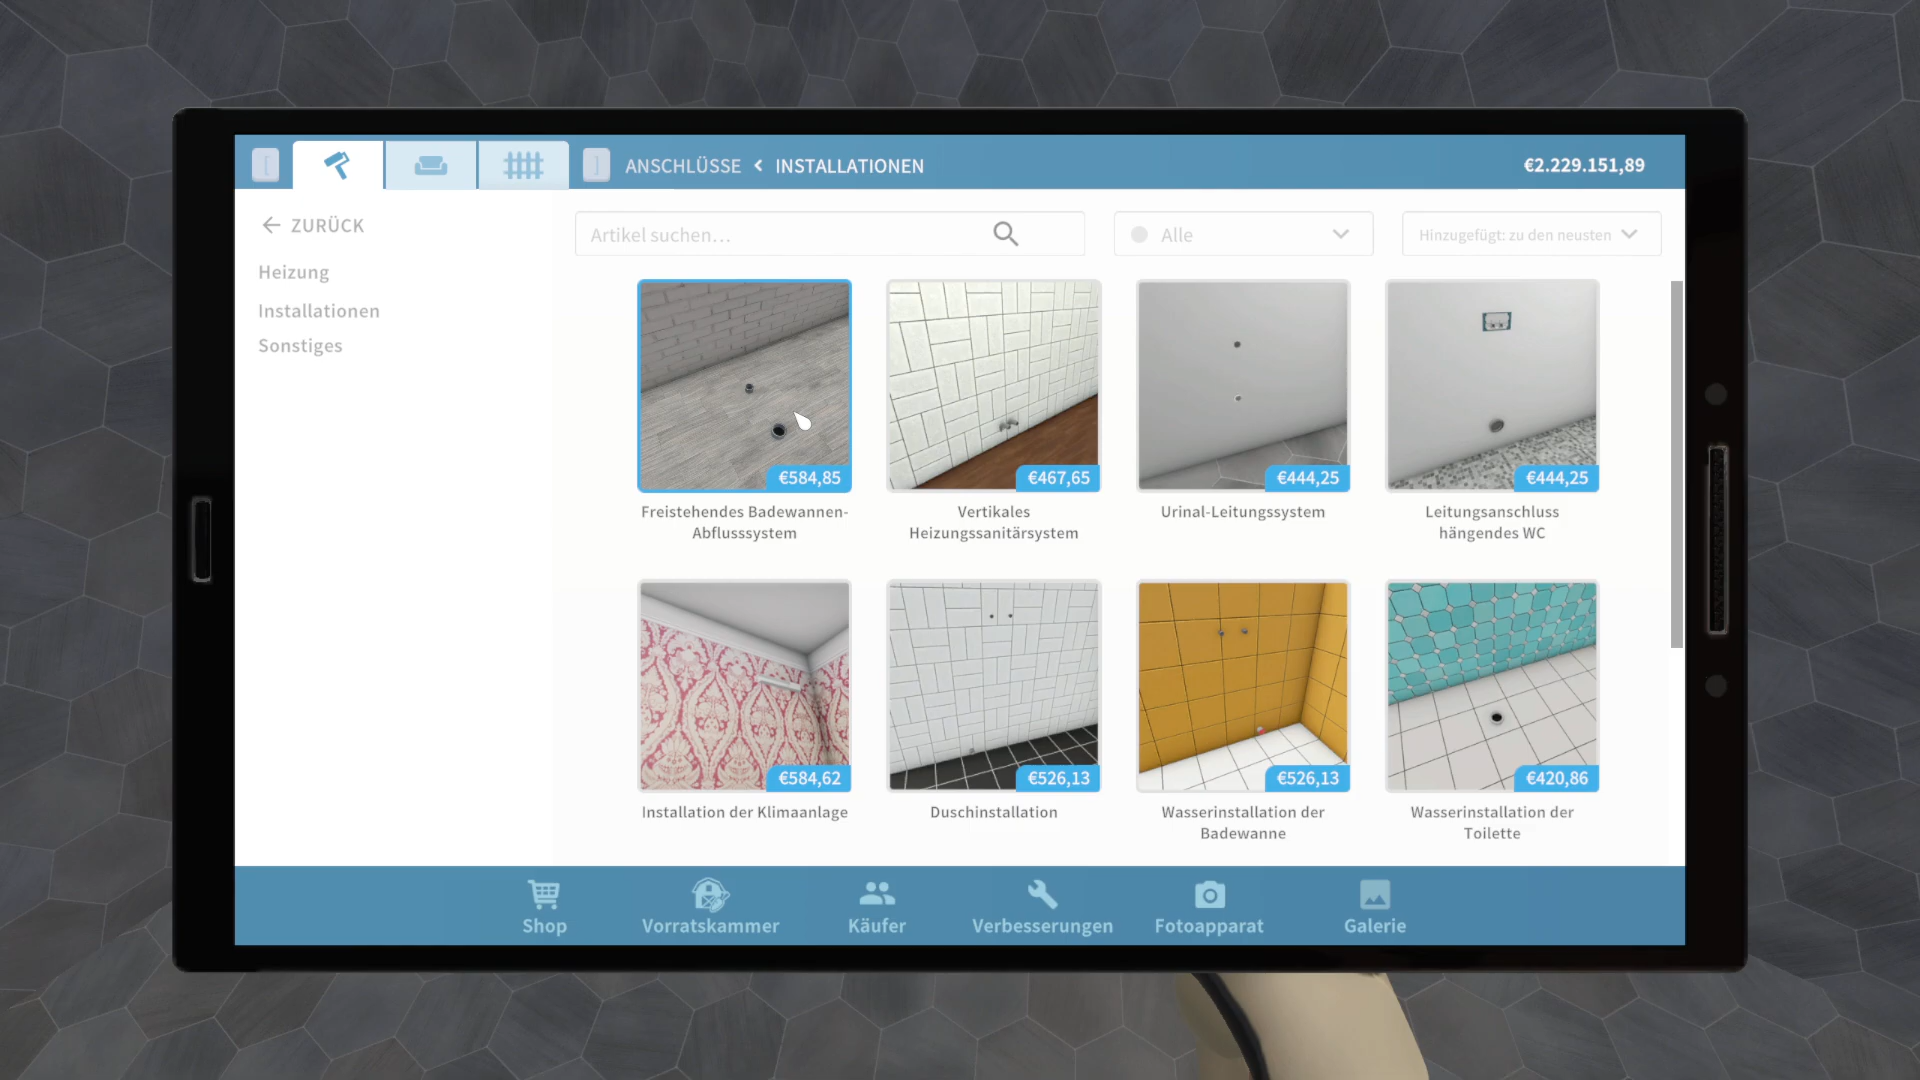 ANSCHLÜSSE < INSTALLATIONEN
€2.229.151,89
← ZURÜCK
Heizung
Installationen
Sonstiges
Artikel suchen...
Alle
Hinzugefügt: zu den neusten
€584,85
€467,65
€444,25
€444,25
Freistehendes Badewannen-
Abflusssystem
Vertikales
Heizungssanitärsystem
Urinal-Leitungssystem
Leitungsanschluss
hängendes WC
€584,62
€526,13
€526,13
€420,86
Installation der Klimaanlage
Duschinstallation
Wasserinstallation der
Badewanne
Wasserinstallation der
Toilette
Shop
Vorratskammer
Käufer
Verbesserungen
Fotoapparat
Galerie